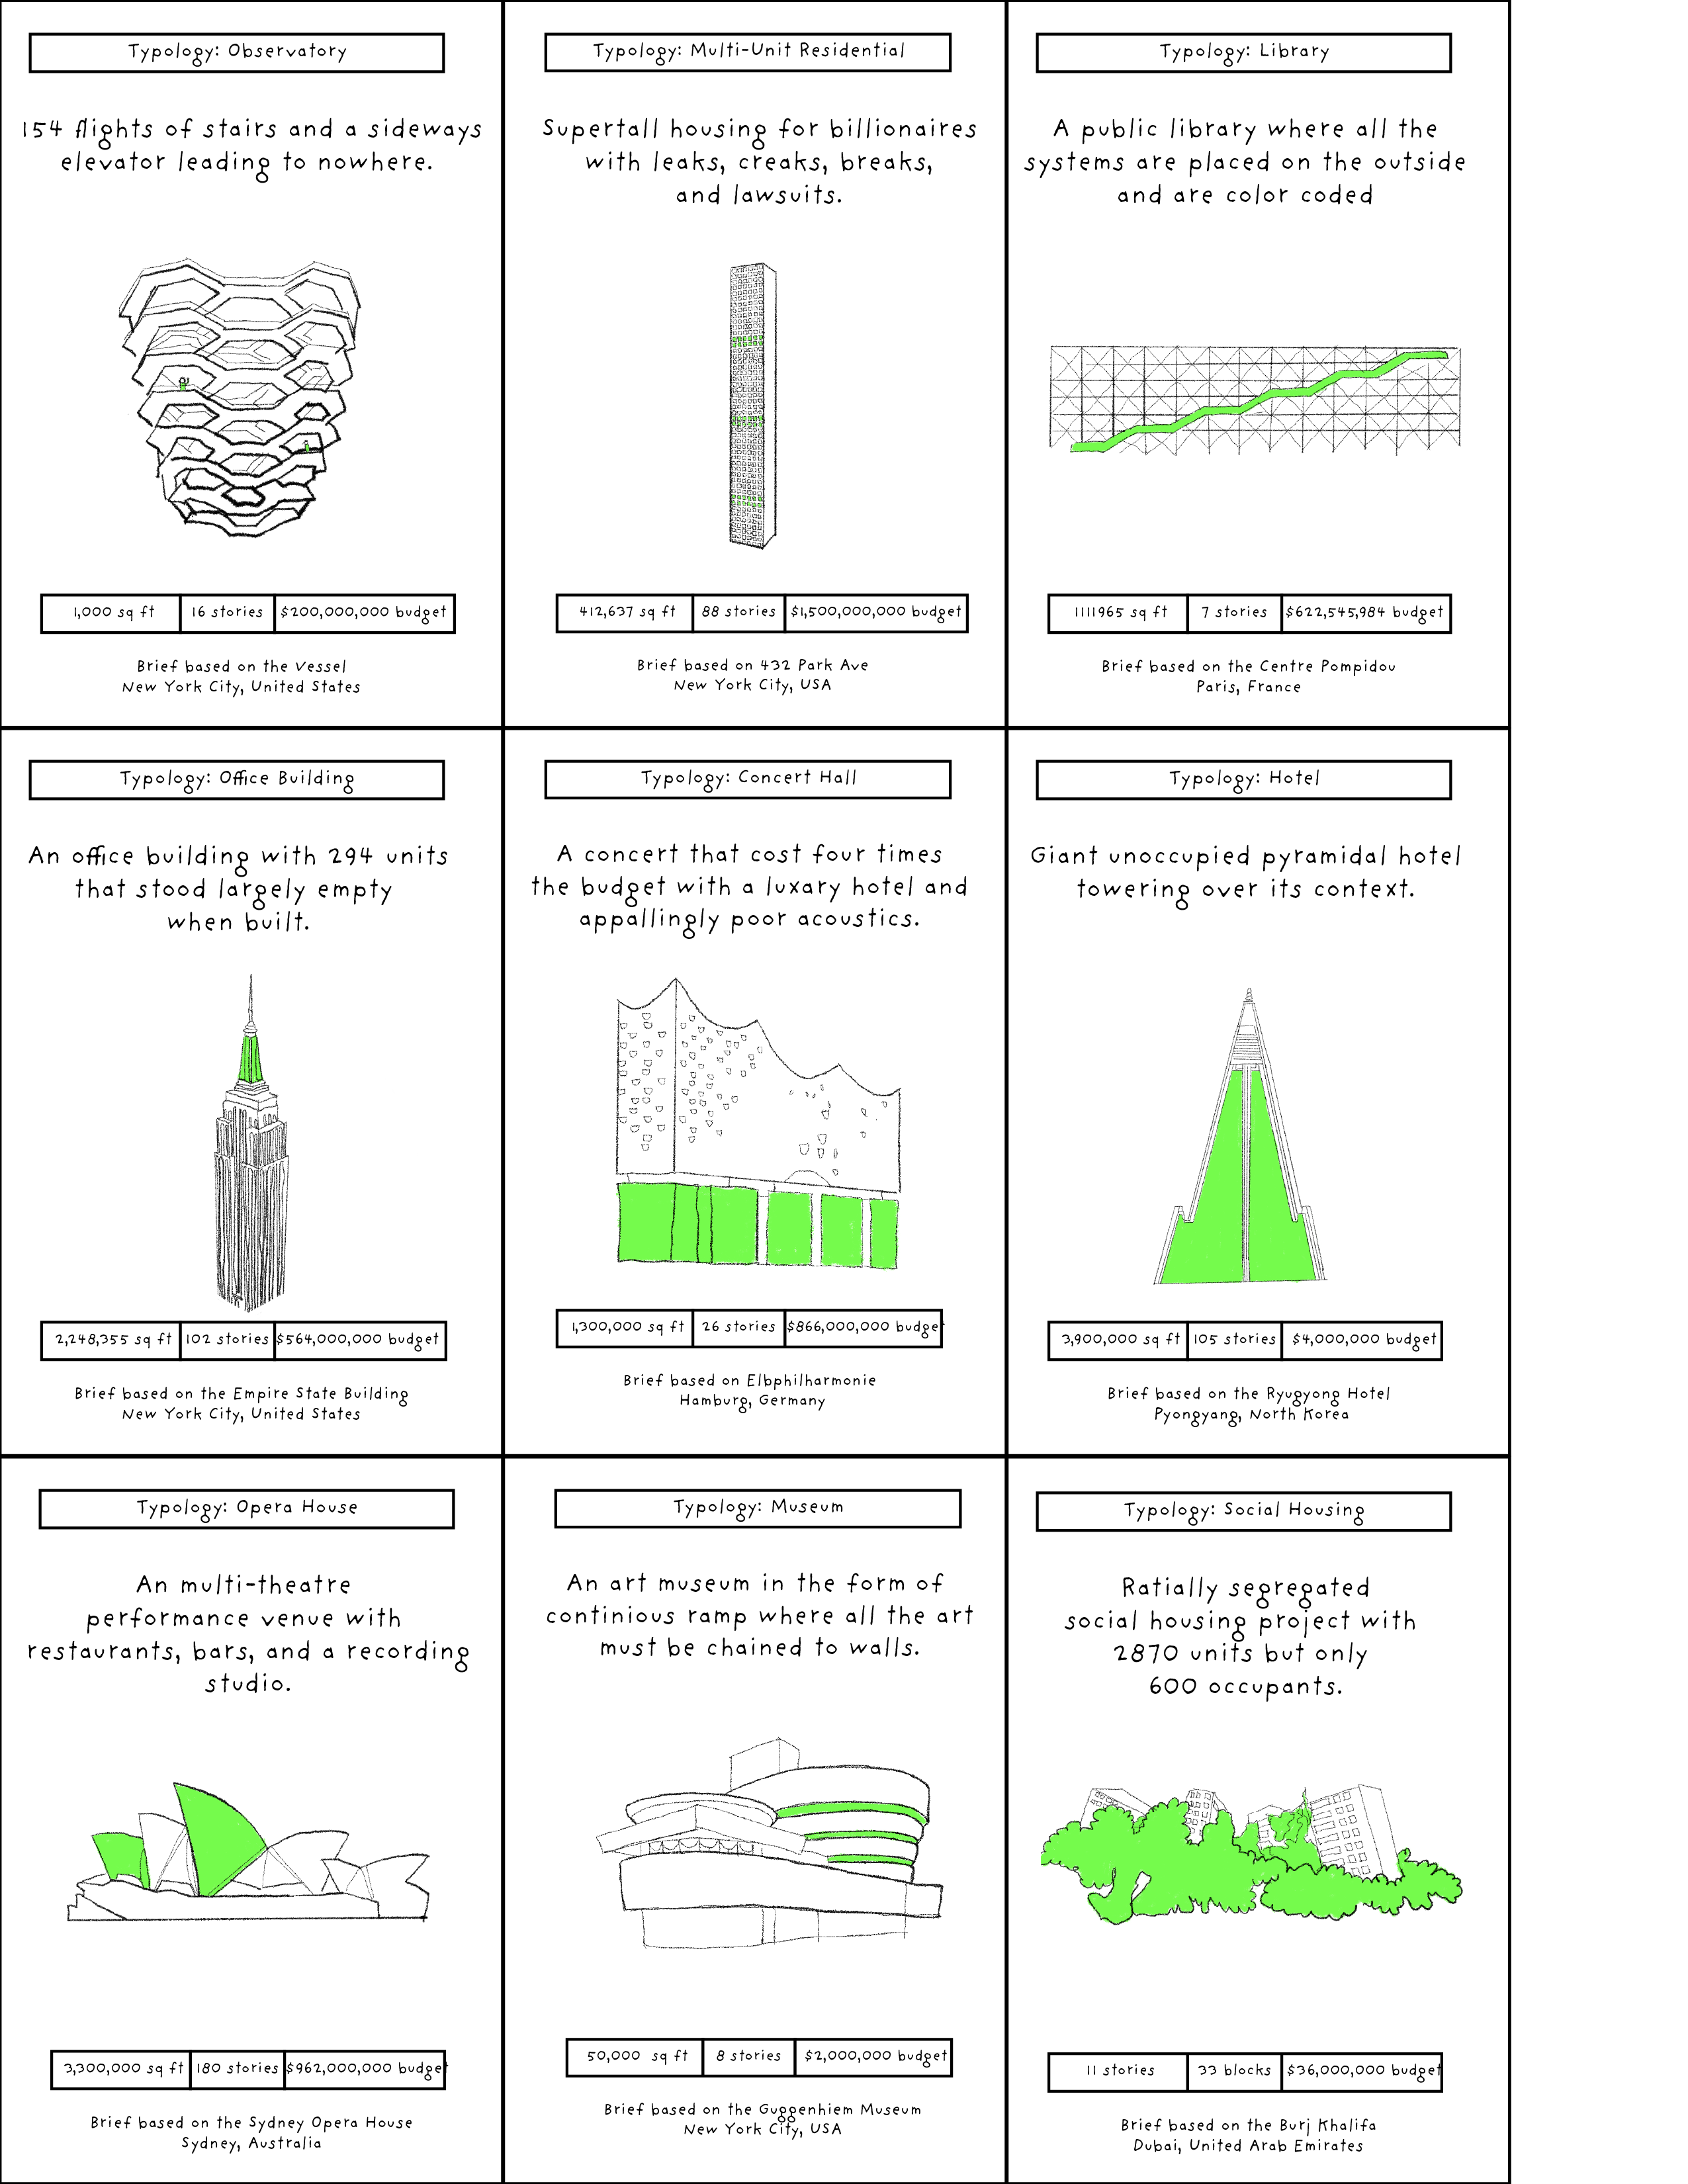 Typology: Observatory
154 flights of stairs and a sideways
elevator leading to nowhere.
1,000 sq ft
16 stories
$200,000,000 budget
Brief based on the Vessel
New York City, United States
Typology: Multi-Unit Residential
Supertall housing for billionaires
with leaks, creaks, breaks,
and lawsuits.
412,637 sq ft
88 stories
$1,500,000,000 budget
Brief based on 432 Park Ave
New York City, USA
Typology: Library
A public library where all the
systems are placed on the outside
and are color coded
1111965 sq ft
7 stories
$622,545,984 budget
Brief based on the Centre Pompidou
Paris, France
Typology: Office Building
An office building with 294 units
that stood largely empty
when built.
2,248,355 sq ft
102 stories
$564,000,000 budget
Brief based on the Empire State Building
New York City, United States
Typology: Concert Hall
A concert that cost four times
the budget with a luxary hotel and
appallingly poor acoustics.
1,300,000 sq ft
26 stories
$866,000,000 budget
Brief based on Elbphilharmonie
Hamburg, Germany
Typology: Hotel
Giant unoccupied pyramidal hotel
towering over its context.
3,900,000 sq ft
105 stories
$4,000,000 budget
Brief based on the Ryugyong Hotel
Pyongyang, North Korea
Typology: Opera House
An multi-theatre
performance venue with
restaurants, bars, and a recording
studio.
3,300,000 sq ft
180 stories
$962,000,000 budget
Brief based on the Sydney Opera House
Sydney, Australia
Typology: Museum
An art museum in the form of
continious ramp where all the art
must be chained to walls.
50,000 sq ft
8 stories
$2,000,000 budget
Brief based on the Guggenhiem Museum
New York City, USA
Typology: Social Housing
Ratially segregated
social housing project with
2870 units but only
600 occupants.
11 stories
33 blocks
$36,000,000 budget
Brief based on the Burj Khalifa
Dubai, United Arab Emirates